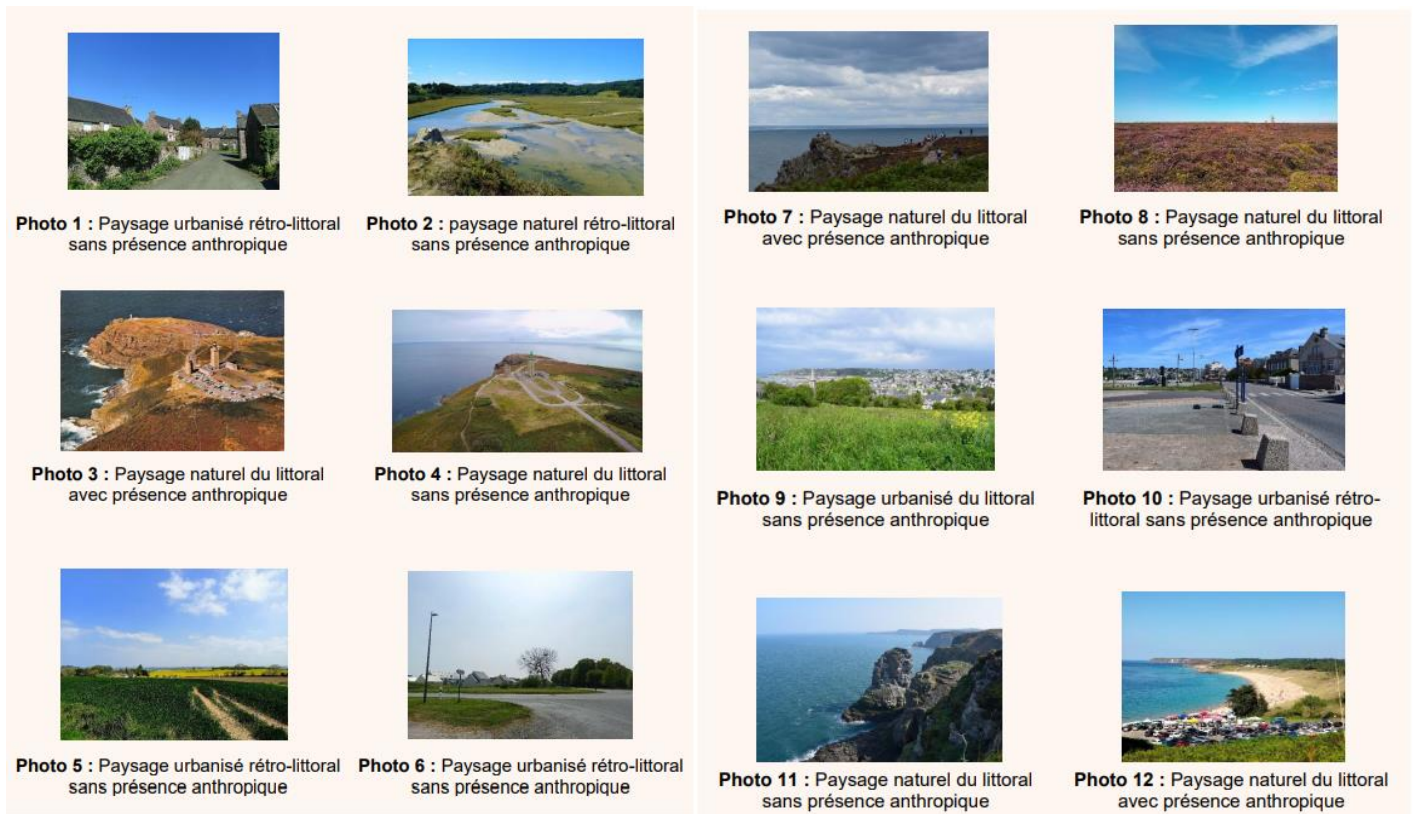 Photo 1 : Paysage urbanisé rétro-littoral
sans présence anthropique
Photo 2 : paysage naturel rétro-littoral
sans présence anthropique
Photo 3 : Paysage naturel du littoral
avec présence anthropique
Photo 4 : Paysage naturel du littoral
sans présence anthropique
Photo 5 : Paysage urbanisé rétro-littoral
sans présence anthropique
Photo 6 : Paysage urbanisé rétro-littoral
sans présence anthropique
Photo 7 : Paysage naturel du littoral
avec présence anthropique
Photo 8 : Paysage naturel du littoral
sans présence anthropique
Photo 9 : Paysage urbanisé du littoral
sans présence anthropique
Photo 10 : Paysage urbanisé rétro-
littoral sans présence anthropique
Photo 11 : Paysage naturel du littoral
sans présence anthropique
Photo 12 : Paysage naturel du littoral
avec présence anthropique